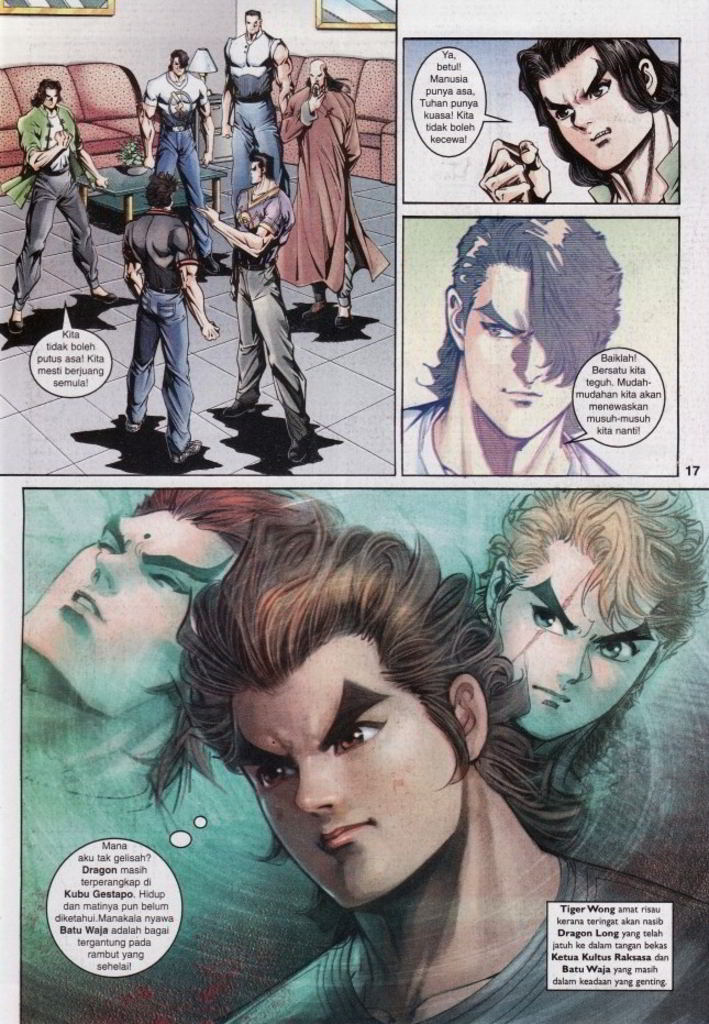 Kita
tidak boleh
putus asa! Kita
mesti berjuang
semula!
Ya,
betul!
Manusia
punya asa,
Tuhan punya
kuasa! Kita
tidak boleh
kecewa!
Baiklah!
Bersatu kita
teguh. Mudah-
mudahan kita akan
menewaskan
musuh-musuh
kita nanti!
17
Mana
aku tak gelisah?
Dragon masih
terperangkap di
Kubu Gestapo. Hidup
dan matinya pun belum
diketahui.Manakala nyawa
Batu Waja adalah bagai
tergantung pada
rambut yang
sehelai!
Tiger Wong amat risau
kerana teringat akan nasib
Dragon Long yang telah
jatuh ke dalam tangan bekas
Ketua Kultus Raksasa dan
Batu Waja yang masih
dalam keadaan yang genting.